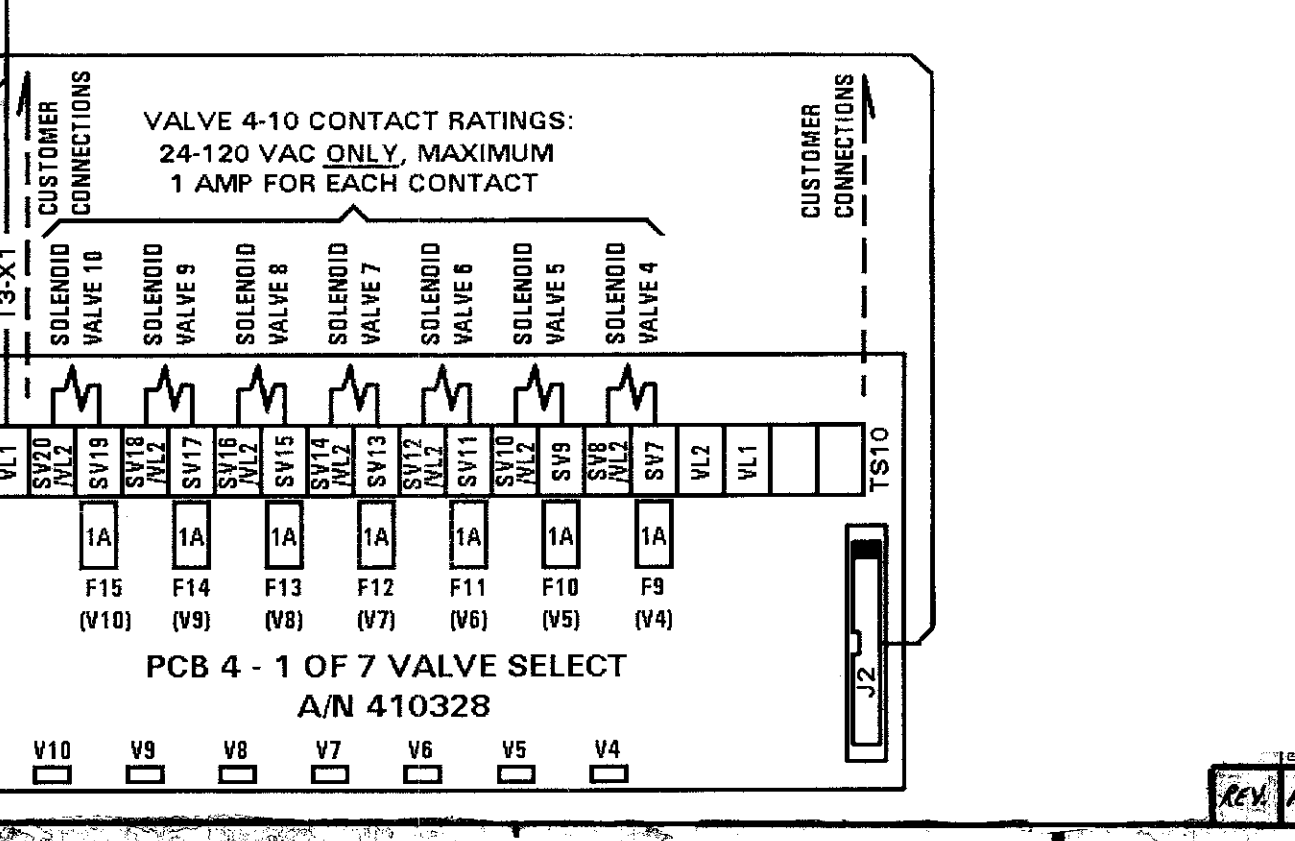 CUSTOMER
CONNECTIONS
VALVE 4-10 CONTACT RATINGS:
24-120 VAC ONLY, MAXIMUM
1 AMP FOR EACH CONTACT
CUSTOMER
CONNECTIONS
T3-X1
SOLENOID
VALVE 10
SOLENOID
VALVE 9
SOLENOID
VALVE 8
SOLENOID
VALVE 7
SOLENOID
VALVE 6
SOLENOID
VALVE 5
SOLENOID
VALVE 4
VL1
SV20
/VL2
SV19
SV18
/VL2
SV17
SV16
/VL2
SV15
SV14
/VL2
SV13
SV12
/VL2
SV11
SV10
/VL2
SV9
SV8
/VL2
SV7
VL2
VL1
TS10
1A 1A 1A 1A 1A 1A 1A
F15 F14 F13 F12 F11 F10 F9
(V10) (V9) (V8) (V7) (V6) (V5) (V4)
PCB 4 - 1 OF 7 VALVE SELECT
A/N 410328
J2
V10 V9 V8 V7 V6 V5 V4
REV.